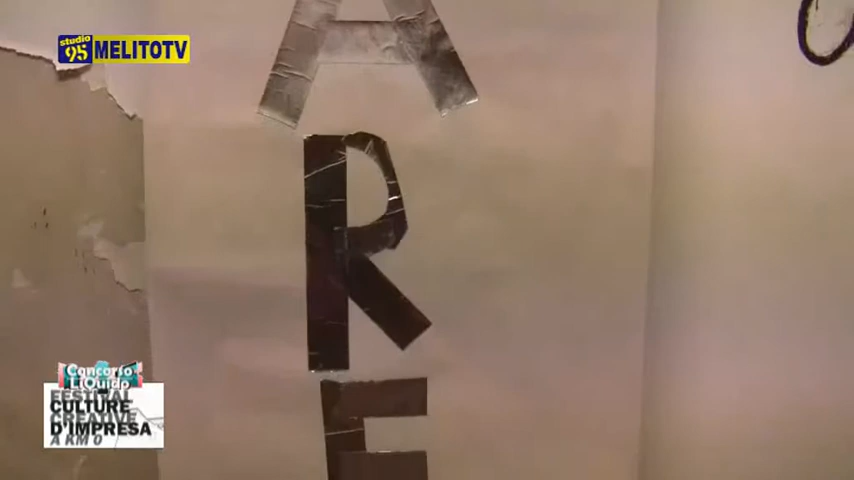 studio
95 MELITOTV
A
R
E
Concorso
LiQuido
FESTIVAL
CULTURE
CREATIVE
D'IMPRESA
A KM 0